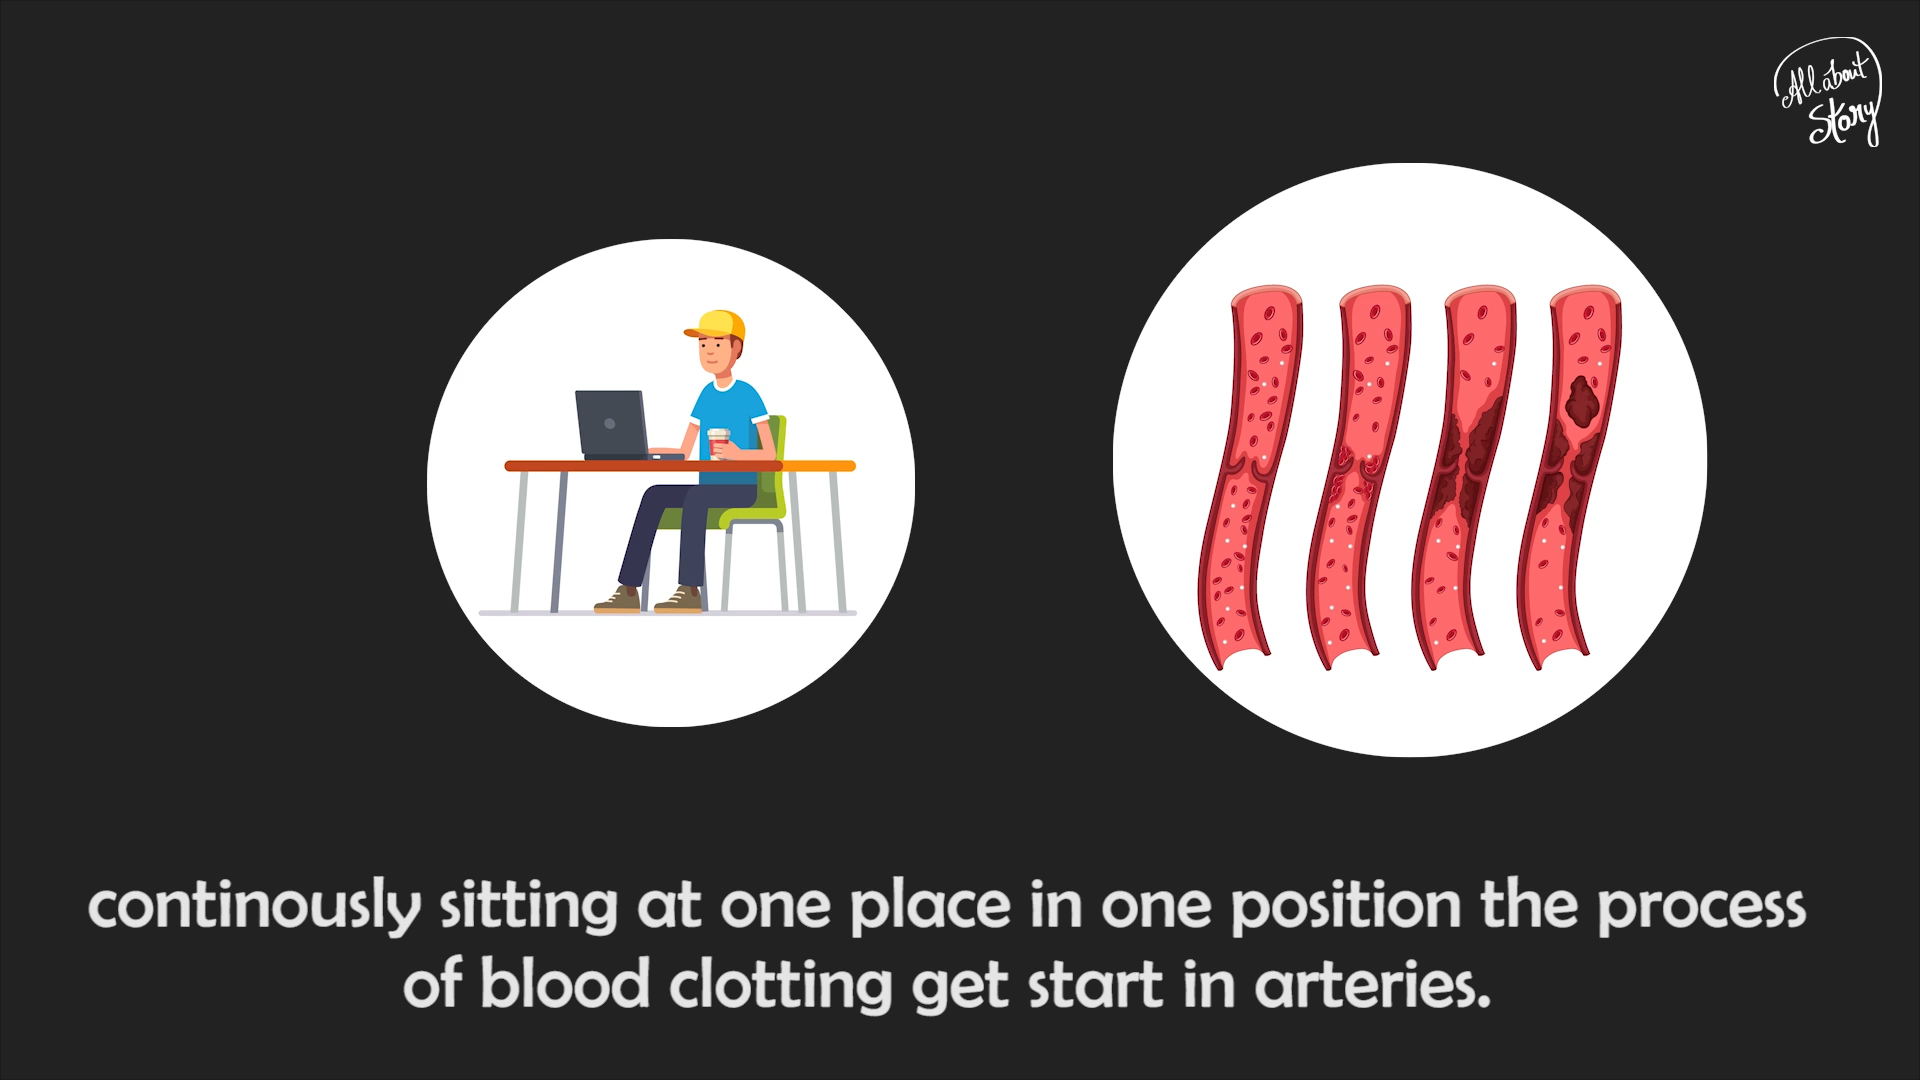 All about
Story
continously sitting at one place in one position the process
of blood clotting get start in arteries.